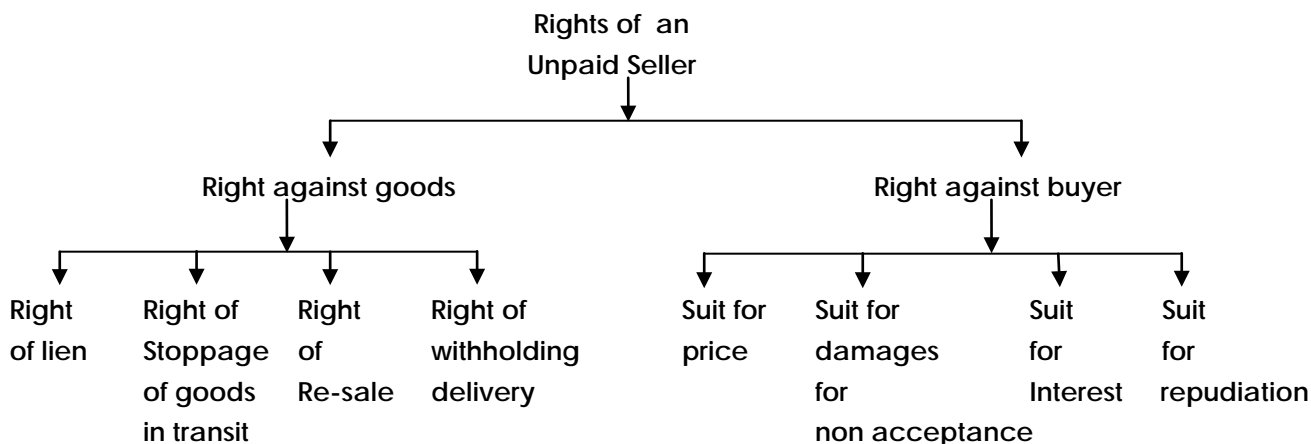 Rights of an
Unpaid Seller
Right against goods
Right against buyer
Right
of lien
Right of
Stoppage
of goods
in transit
Right
of
Re-sale
Right of
withholding
delivery
Suit for
price
Suit for
damages
for
non acceptance
Suit
for
Interest
Suit
for
repudiation